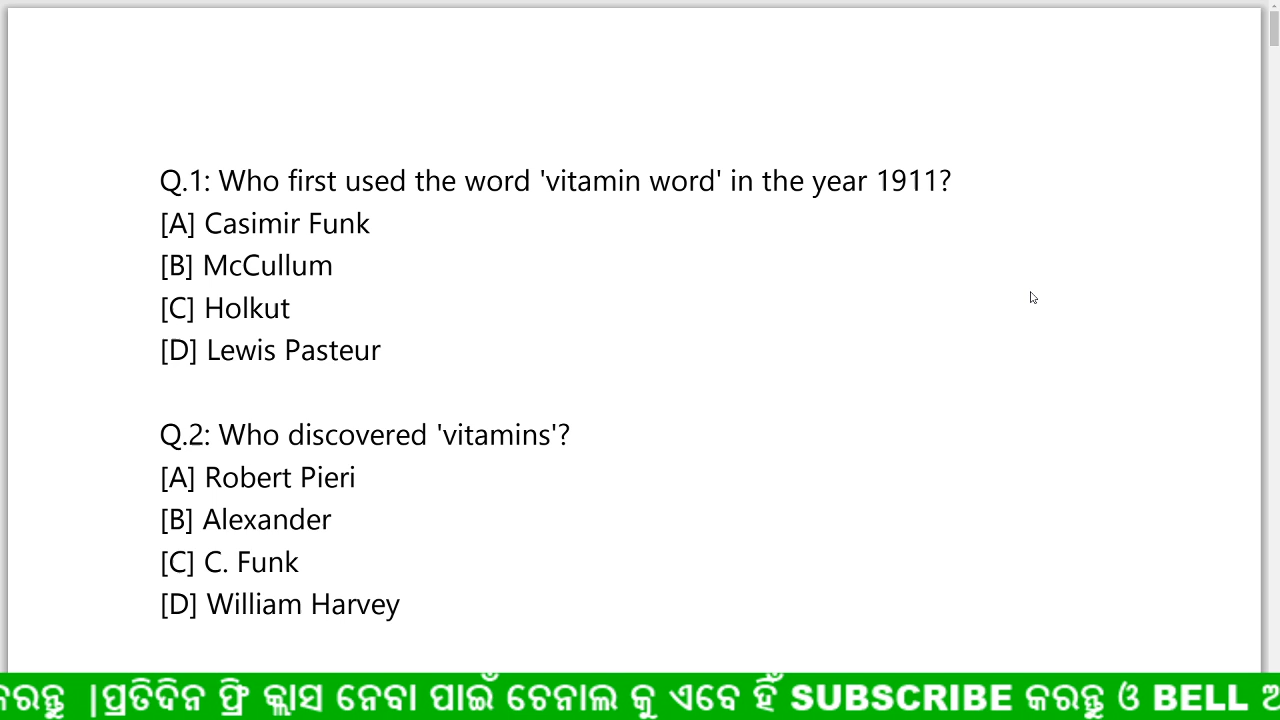 Q.1: Who first used the word 'vitamin word' in the year 1911?
[A] Casimir Funk
[B] McCullum
[C] Holkut
[D] Lewis Pasteur
Q.2: Who discovered 'vitamins'?
[A] Robert Pieri
[B] Alexander
[C] C. Funk
[D] William Harvey
କରନ୍ତୁ |ପ୍ରତିଦିନ ଫ୍ରି କ୍ଲାସ ନେବା ପାଇଁ ଚେନାଲ କୁ ଏବେ ହିଁ SUBSCRIBE କରନ୍ତୁ ଓ BELL